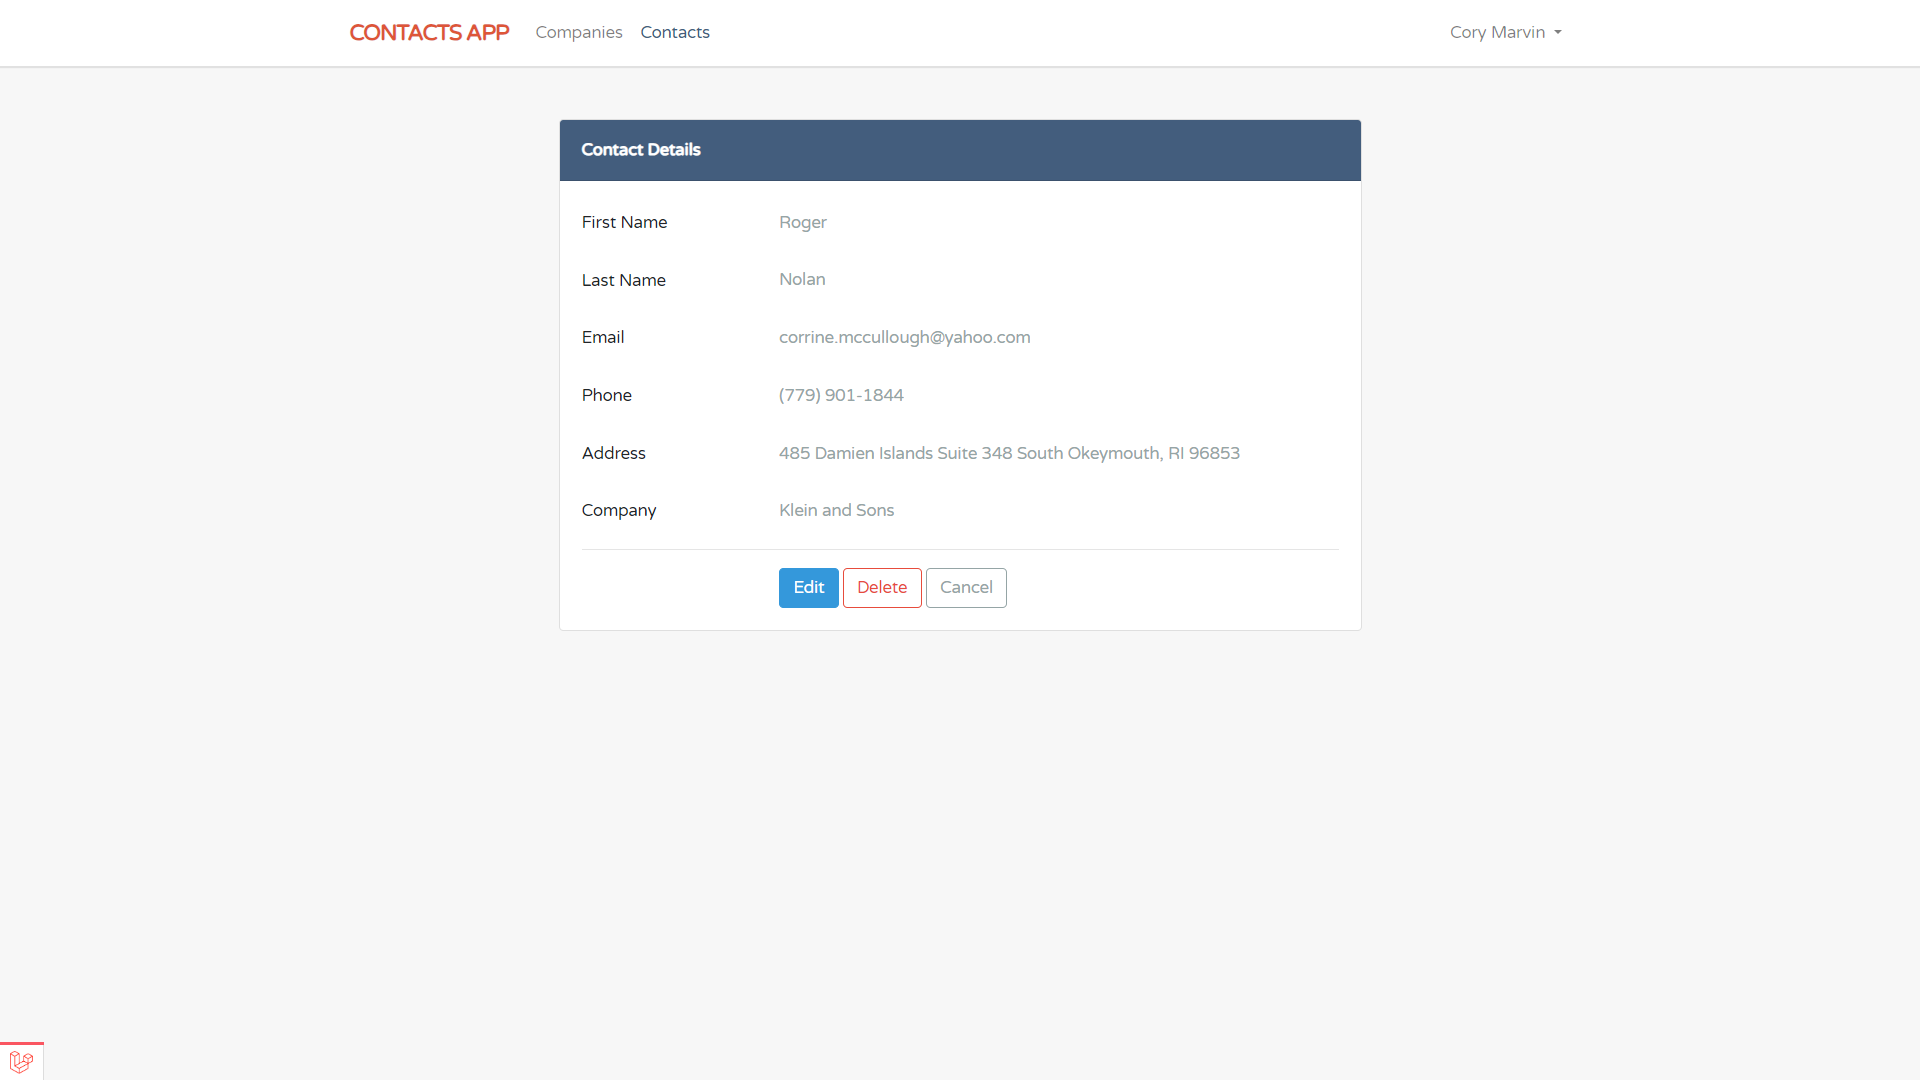 CONTACTS APP Companies Contacts Cory Marvin
Contact Details
First Name Roger
Last Name Nolan
Email corrine.mccullough@yahoo.com
Phone (779) 901-1844
Address 485 Damien Islands Suite 348 South Okeymouth, RI 96853
Company Klein and Sons
Edit Delete Cancel